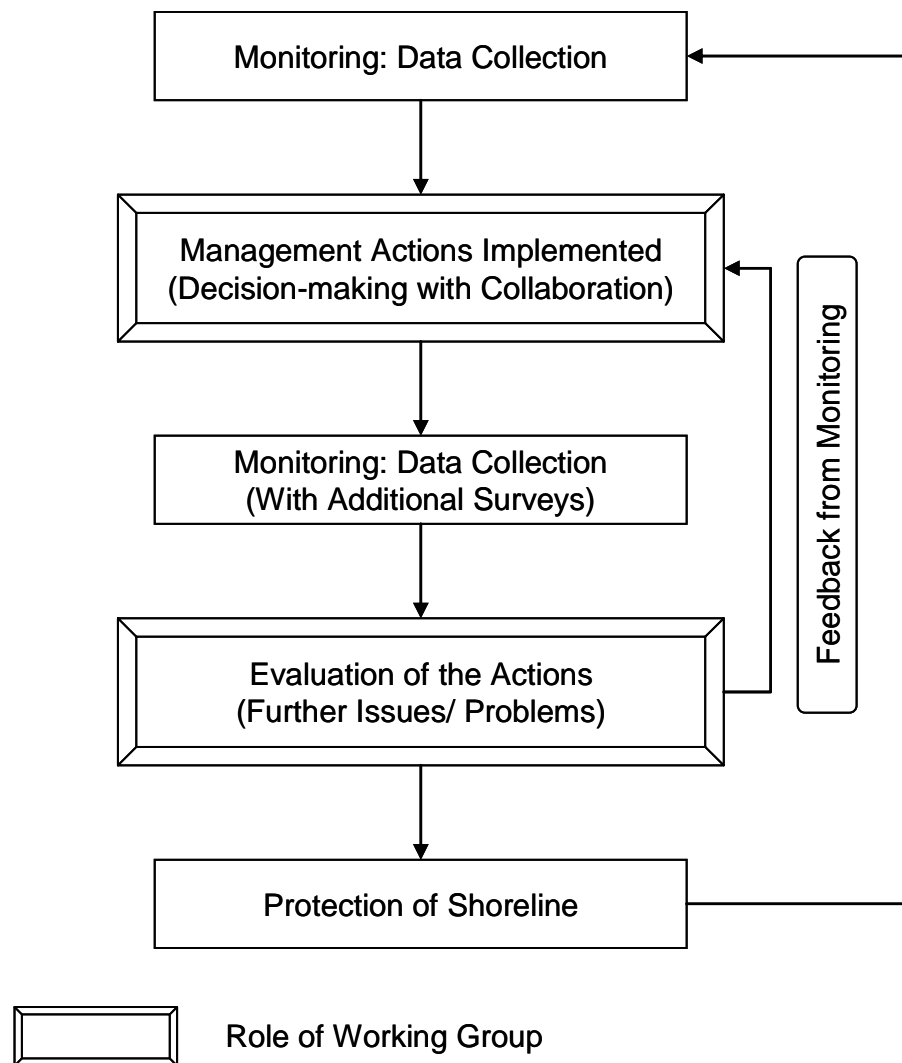 Monitoring: Data Collection
Management Actions Implemented
(Decision-making with Collaboration)
Feedback from Monitoring
Monitoring: Data Collection
(With Additional Surveys)
Evaluation of the Actions
(Further Issues/ Problems)
Protection of Shoreline
Role of Working Group